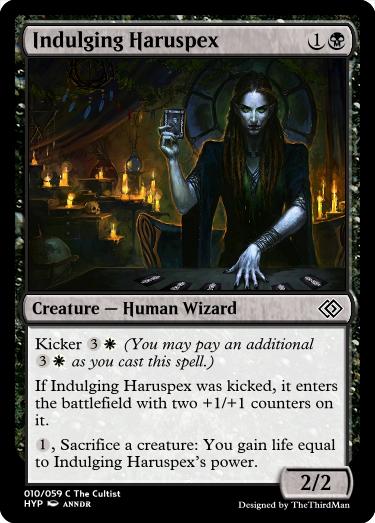 Indulging Haruspex 1
Creature — Human Wizard
Kicker 3 (You may pay an additional
3 as you cast this spell.)
If Indulging Haruspex was kicked, it enters
the battlefield with two +1/+1 counters on
it.
1, Sacrifice a creature: You gain life equal
to Indulging Haruspex's power.
2/2
010/059 C The Cultist
HYP ANNDR
Designed by TheThirdMan